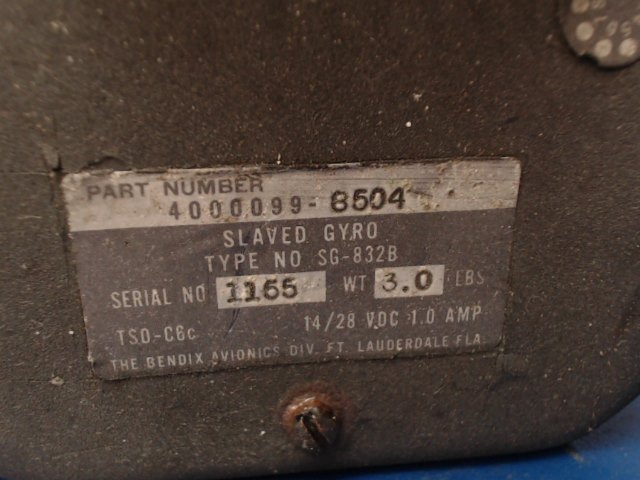 PART NUMBER
4000099-8504
SLAVED GYRO
TYPE NO SG-832B
SERIAL NO 1155 WT 3.0 LBS
TSO-C6c 14/28 VDC 1.0 AMP
THE BENDIX AVIONICS DIV. FT. LAUDERDALE FLA.